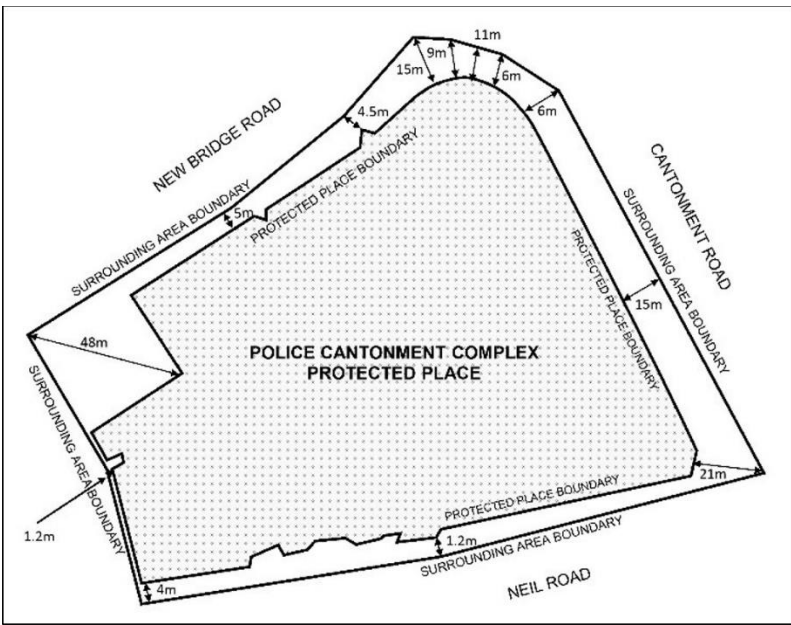 11m
9m
15m
6m
6m
4.5m
NEW BRIDGE ROAD
CANTONMENT ROAD
SURROUNDING AREA BOUNDARY
PROTECTED PLACE BOUNDARY
5m
SURROUNDING AREA BOUNDARY
PROTECTED PLACE BOUNDARY
15m
48m
POLICE CANTONMENT COMPLEX
PROTECTED PLACE
SURROUNDING AREA BOUNDARY
21m
PROTECTED PLACE BOUNDARY
1.2m
1.2m
SURROUNDING AREA BOUNDARY
4m
NEIL ROAD